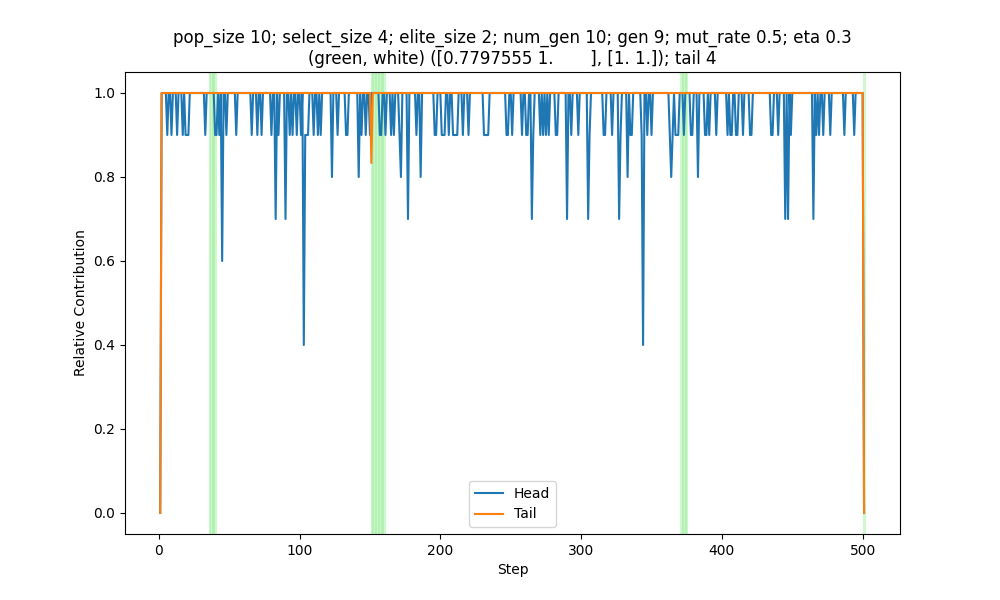 pop_size 10; select_size 4; elite_size 2; num_gen 10; gen 9; mut_rate 0.5; eta 0.3
(green, white) ([0.7797555 1.        ], [1. 1.]); tail 4
1.0
0.8
0.6
0.4
0.2
0.0
Relative Contribution
Head
Tail
0 100 200 300 400 500
Step